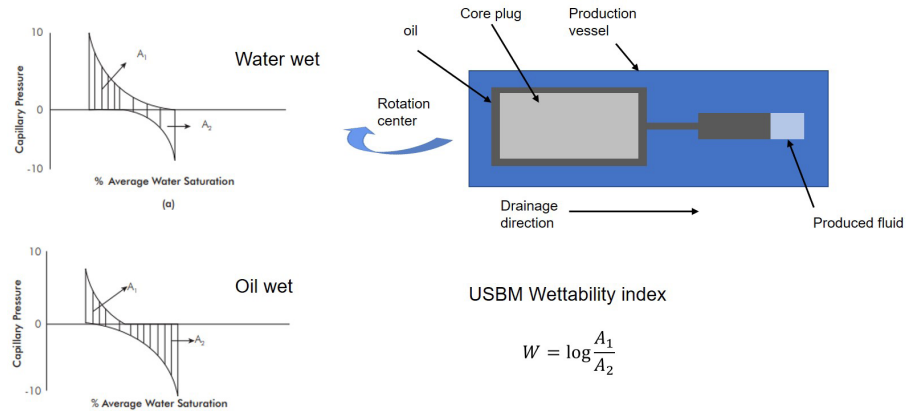 10
A₁
0
A₂
-10
Capillary Pressure
% Average Water Saturation
(a)
Water wet
Rotation
center
oil
Core plug
Production
vessel
Drainage
direction
Produced fluid
10
A₁
0
A₂
-10
Capillary Pressure
% Average Water Saturation
Oil wet
USBM Wettability index
W = log A₁/A₂